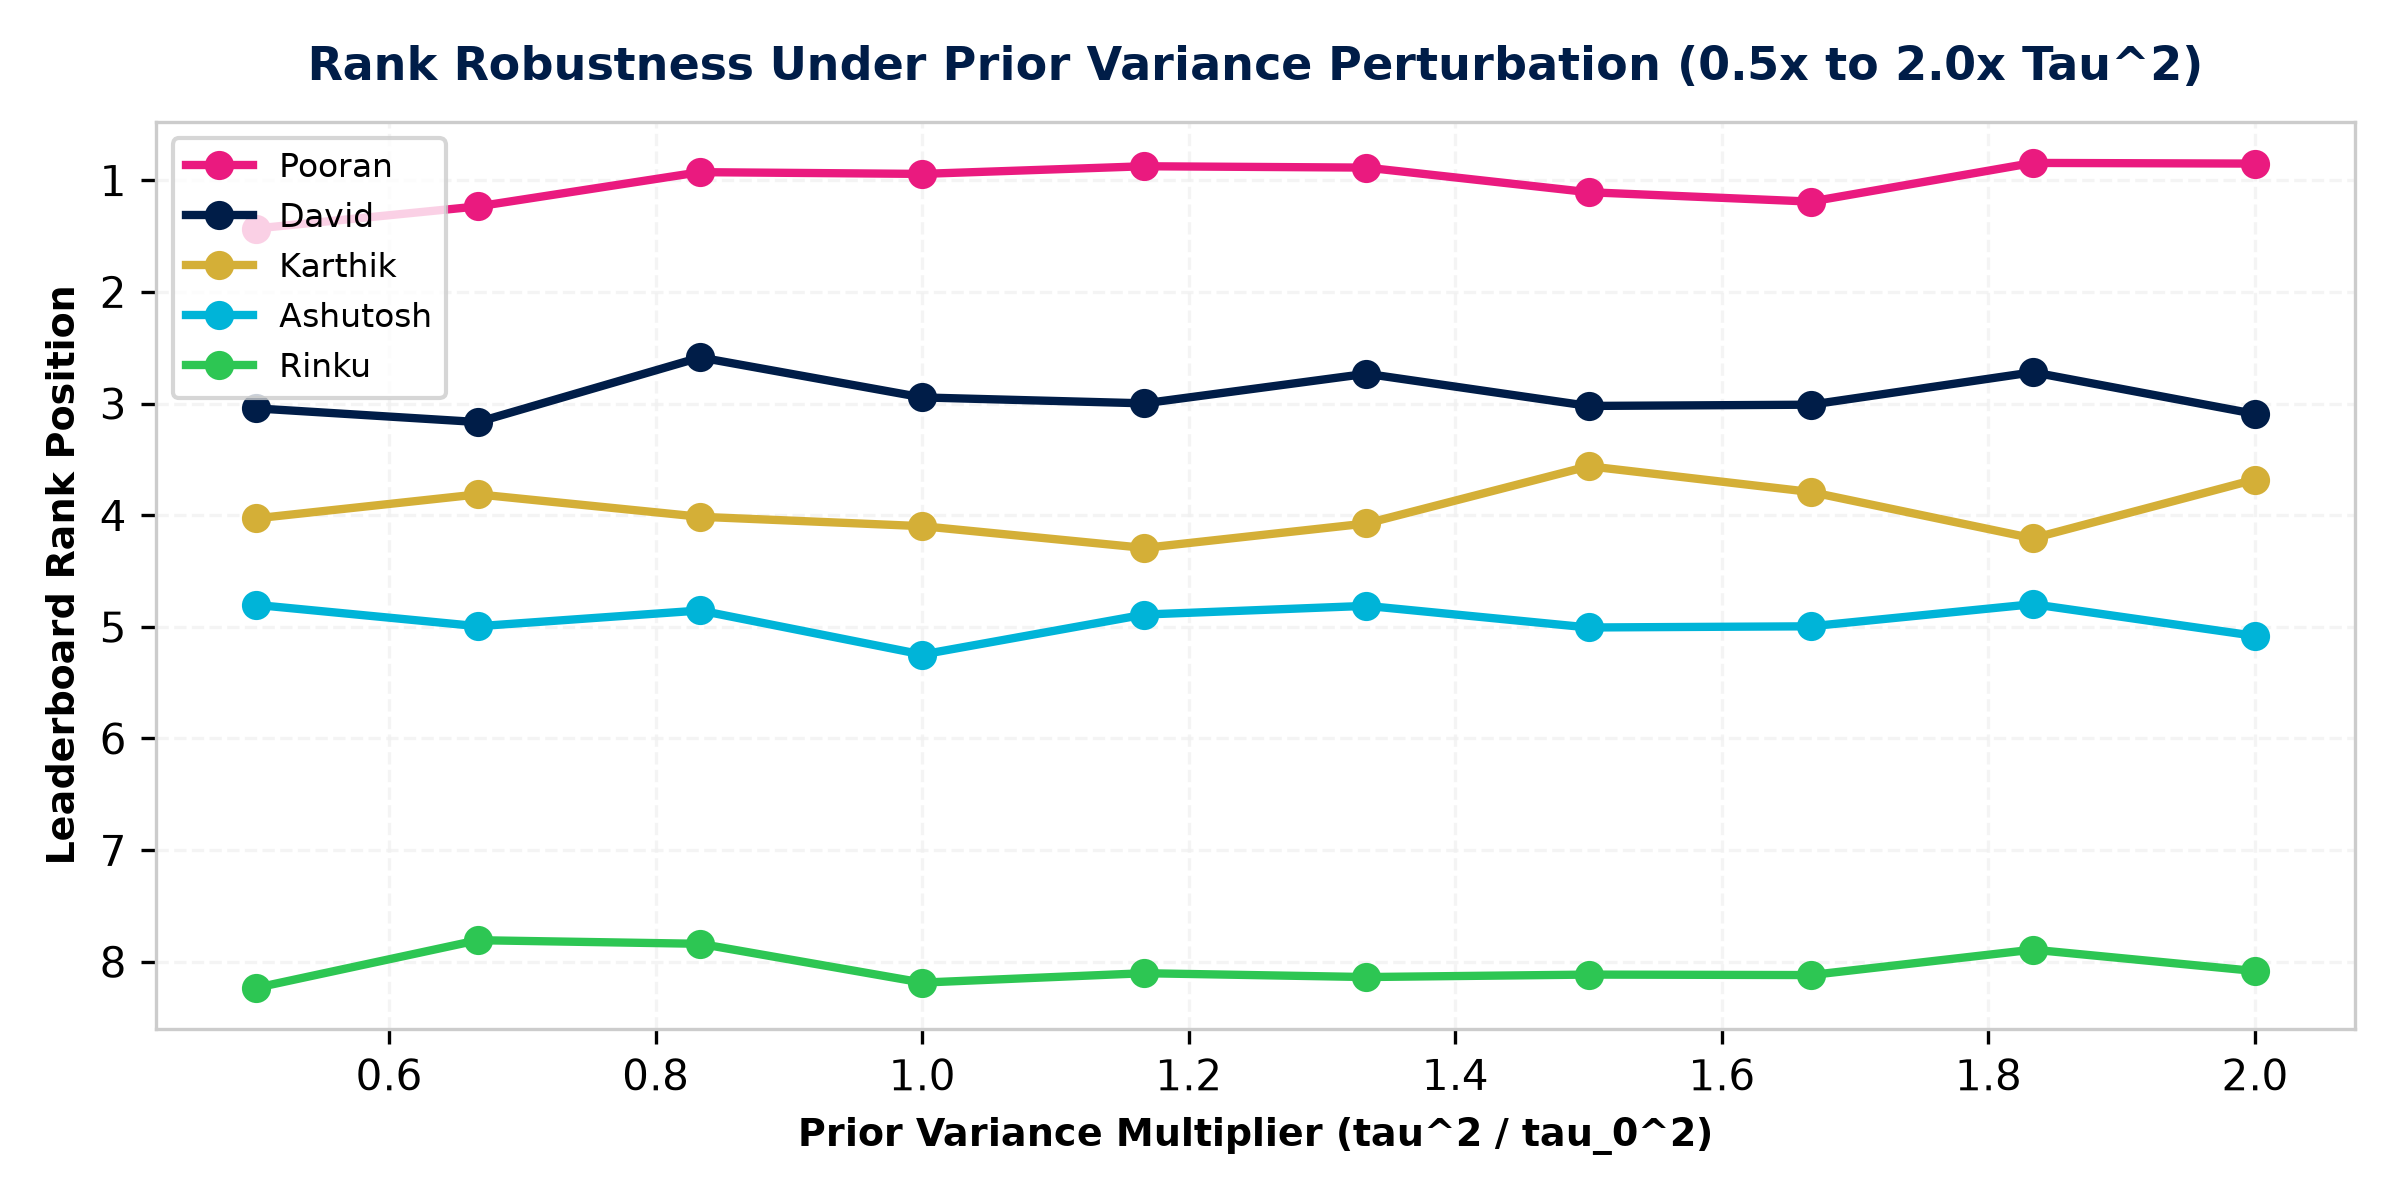 Rank Robustness Under Prior Variance Perturbation (0.5x to 2.0x Tau^2)
Pooran
David
Karthik
Ashutosh
Rinku
Leaderboard Rank Position
1
2
3
4
5
6
7
8
0.6
0.8
1.0
1.2
1.4
1.6
1.8
2.0
Prior Variance Multiplier (tau^2 / tau_0^2)